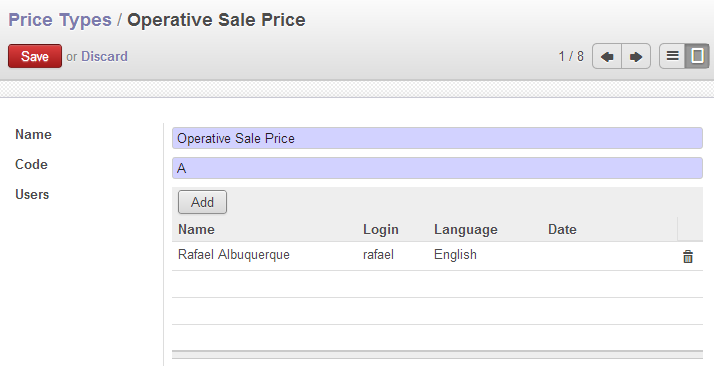 Price Types / Operative Sale Price
Save or Discard
1 / 8
Name
Operative Sale Price
Code
A
Users
Add
Name Login Language Date
Rafael Albuquerque rafael English